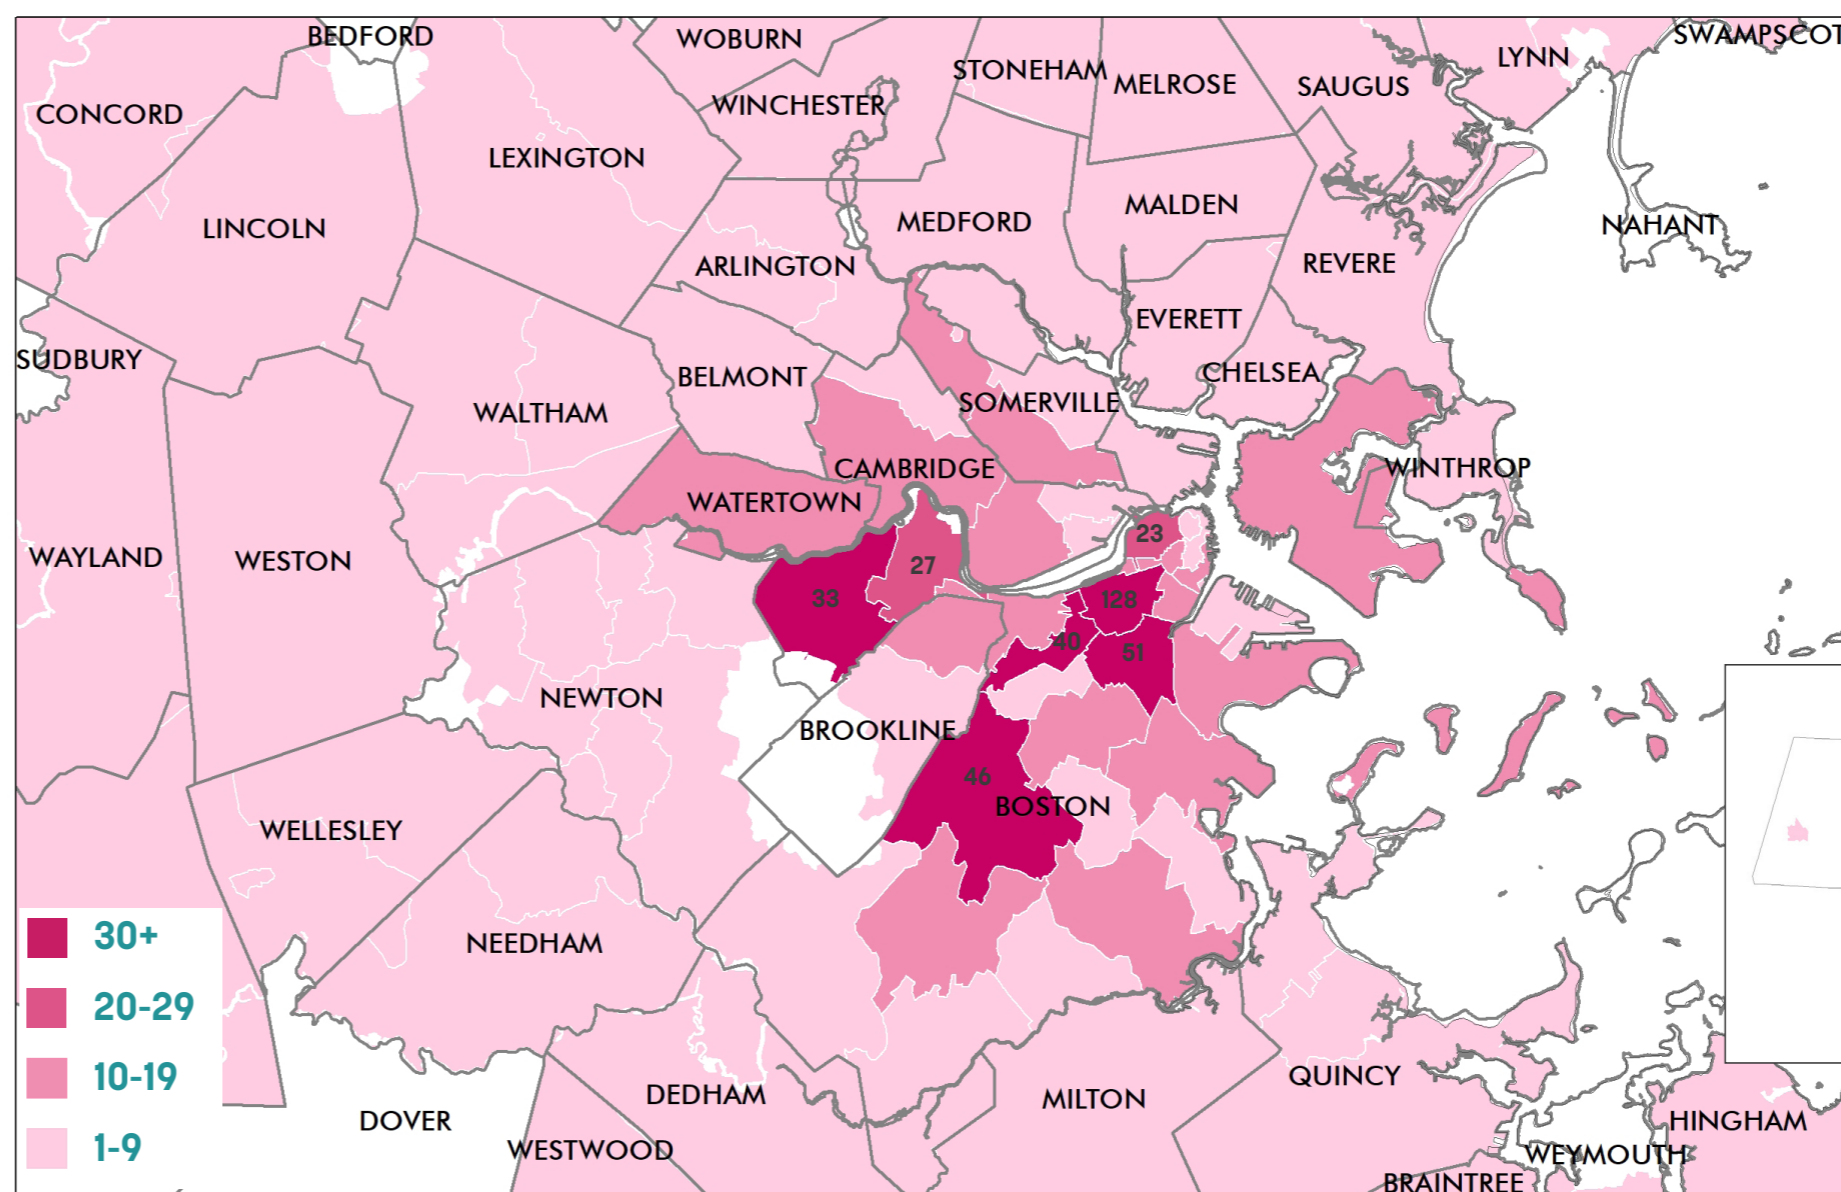 BEDFORD
WOBURN
SWAMPSCOT
LYNN
STONEHAM
MELROSE
SAUGUS
CONCORD
WINCHESTER
LEXINGTON
MALDEN
MEDFORD
LINCOLN
NAHANT
ARLINGTON
REVERE
EVERETT
SUDBURY
CHELSEA
BELMONT
SOMERVILLE
WALTHAM
CAMBRIDGE
WINTHROP
WATERTOWN
23
WAYLAND
WESTON
27
33
128
40
51
NEWTON
BROOKLINE
46
BOSTON
WELLESLEY
30+
NEEDHAM
20-29
10-19
QUINCY
DEDHAM
MILTON
DOVER
HINGHAM
1-9
WESTWOOD
WEYMOUTH
BRAINTREE